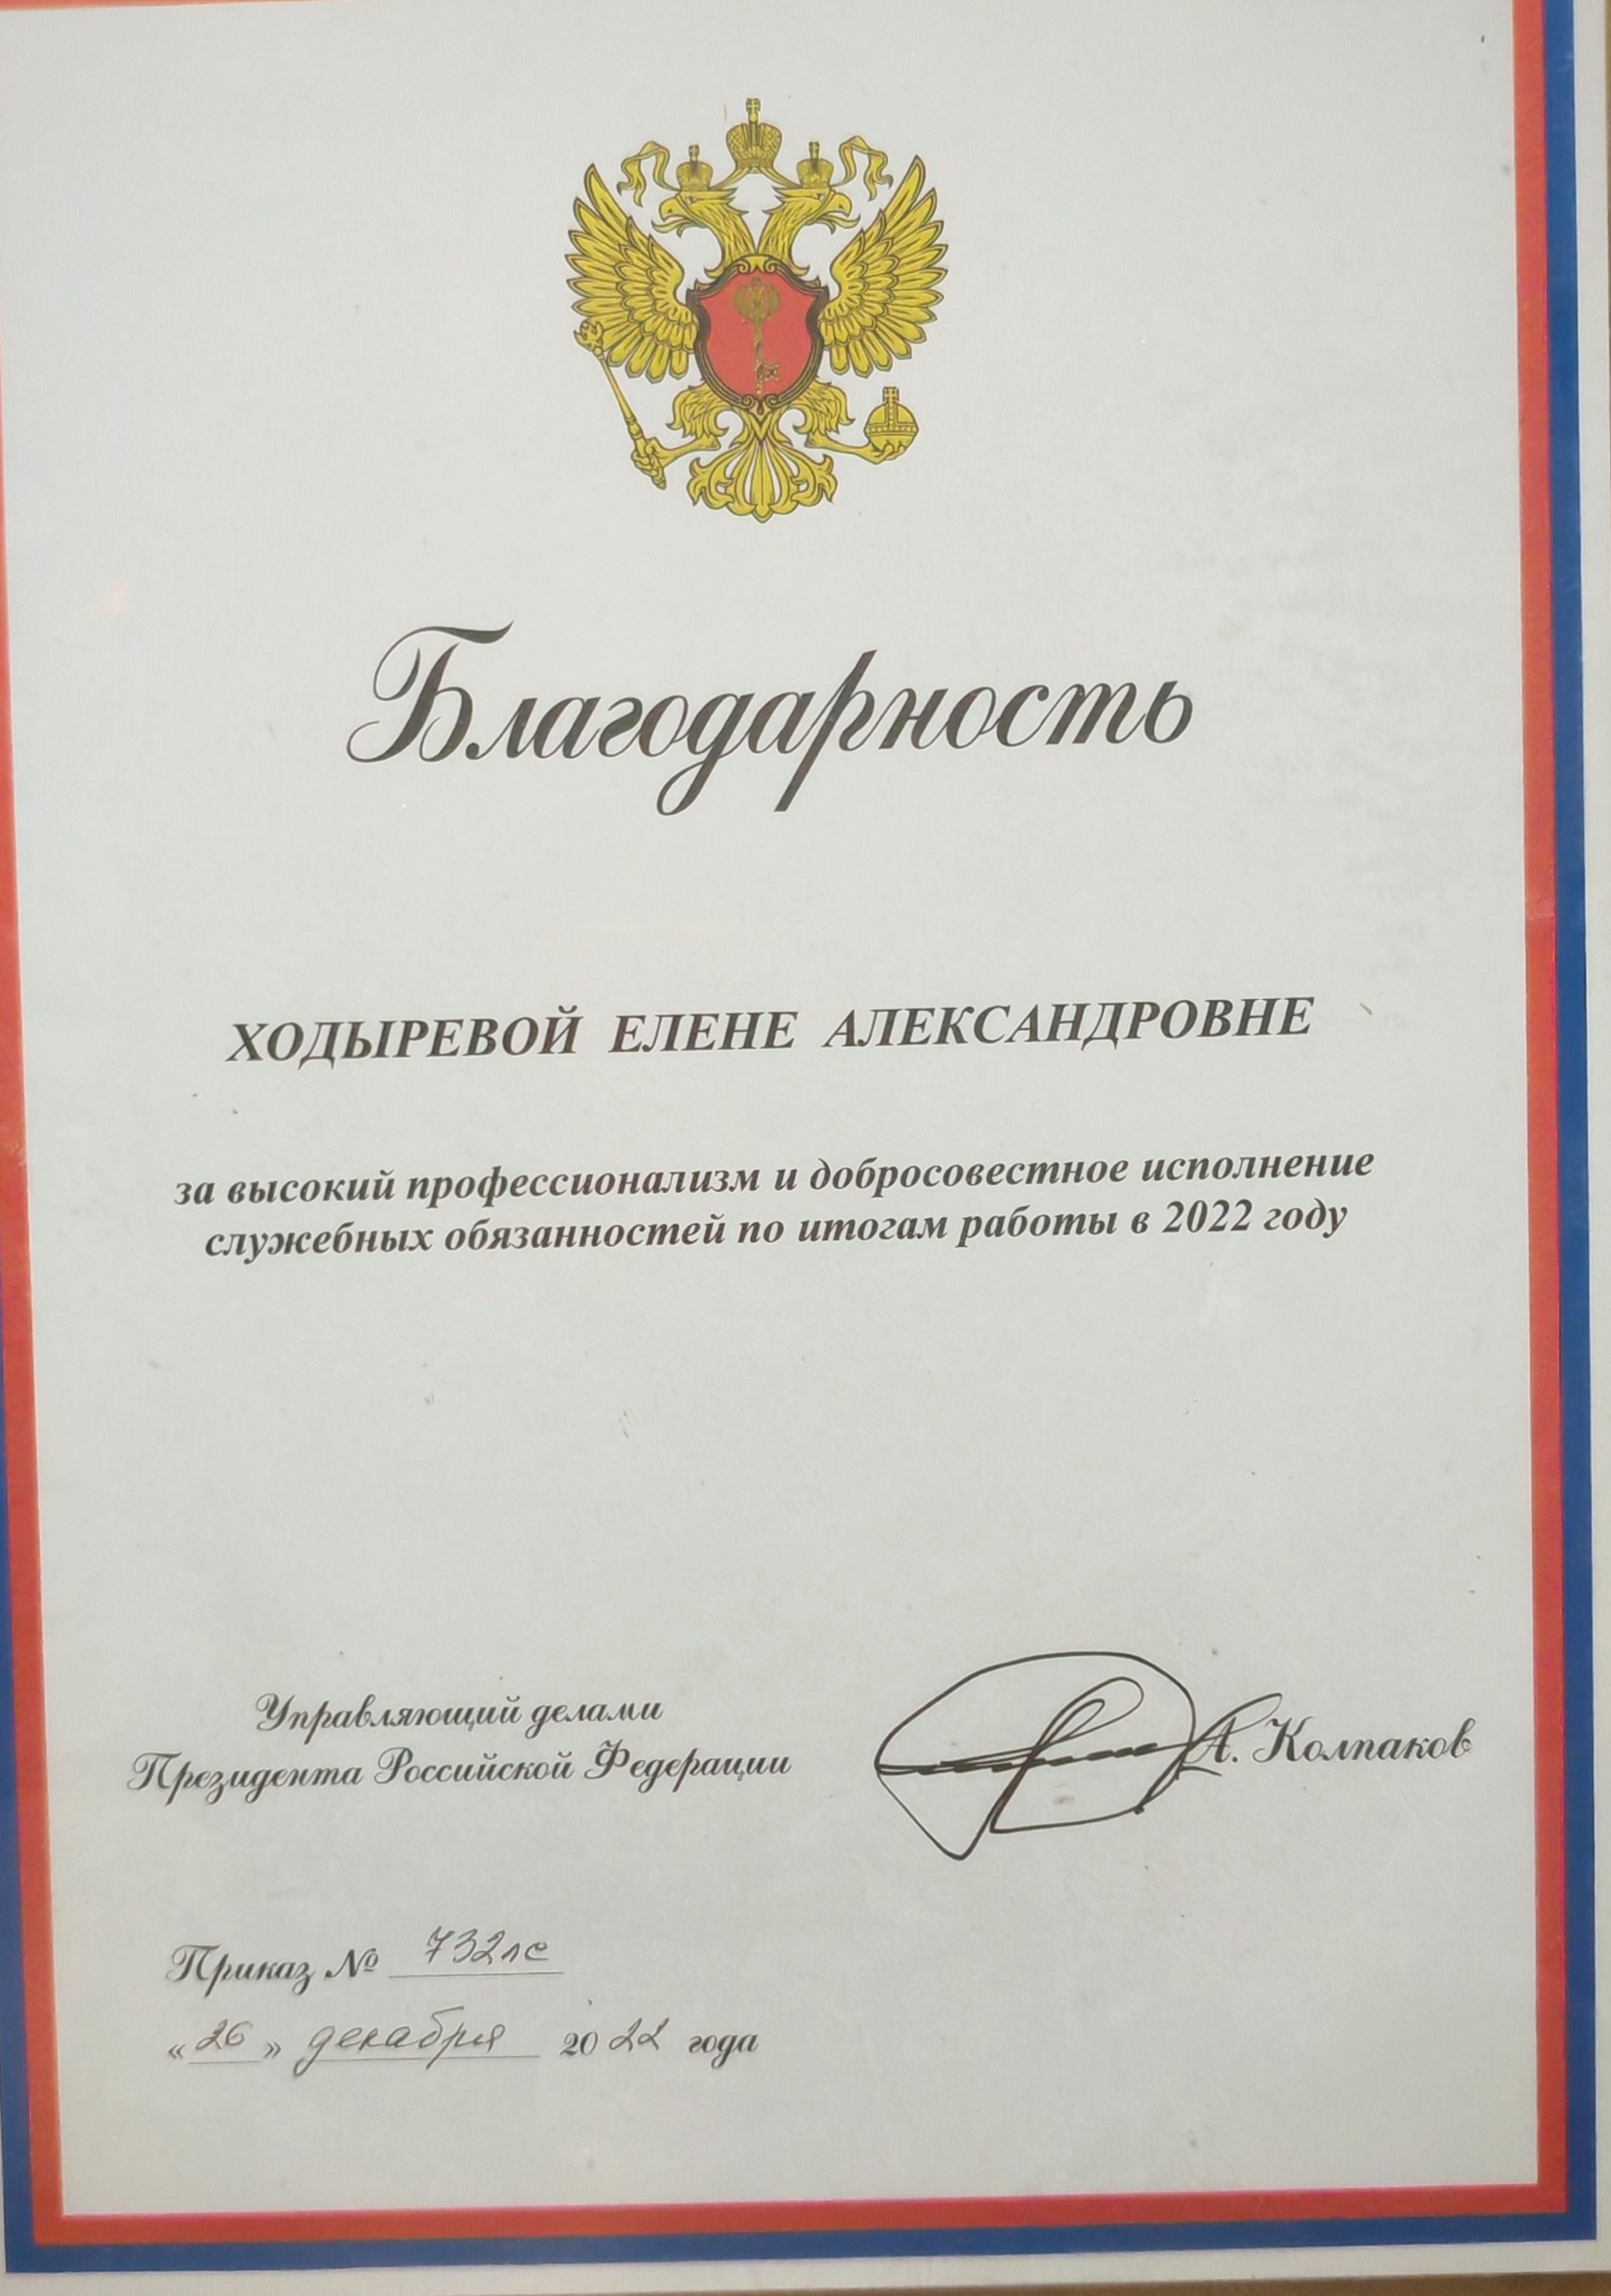 Благодарность
ХОДЫРЕВОЙ ЕЛЕНЕ АЛЕКСАНДРОВНЕ
за высокий профессионализм и добросовестное исполнение
служебных обязанностей по итогам работы в 2022 году
Управляющий делами
Президента Российской Федерации
А. Колпаков
Приказ № 732лс
«26» декабря 2022 года